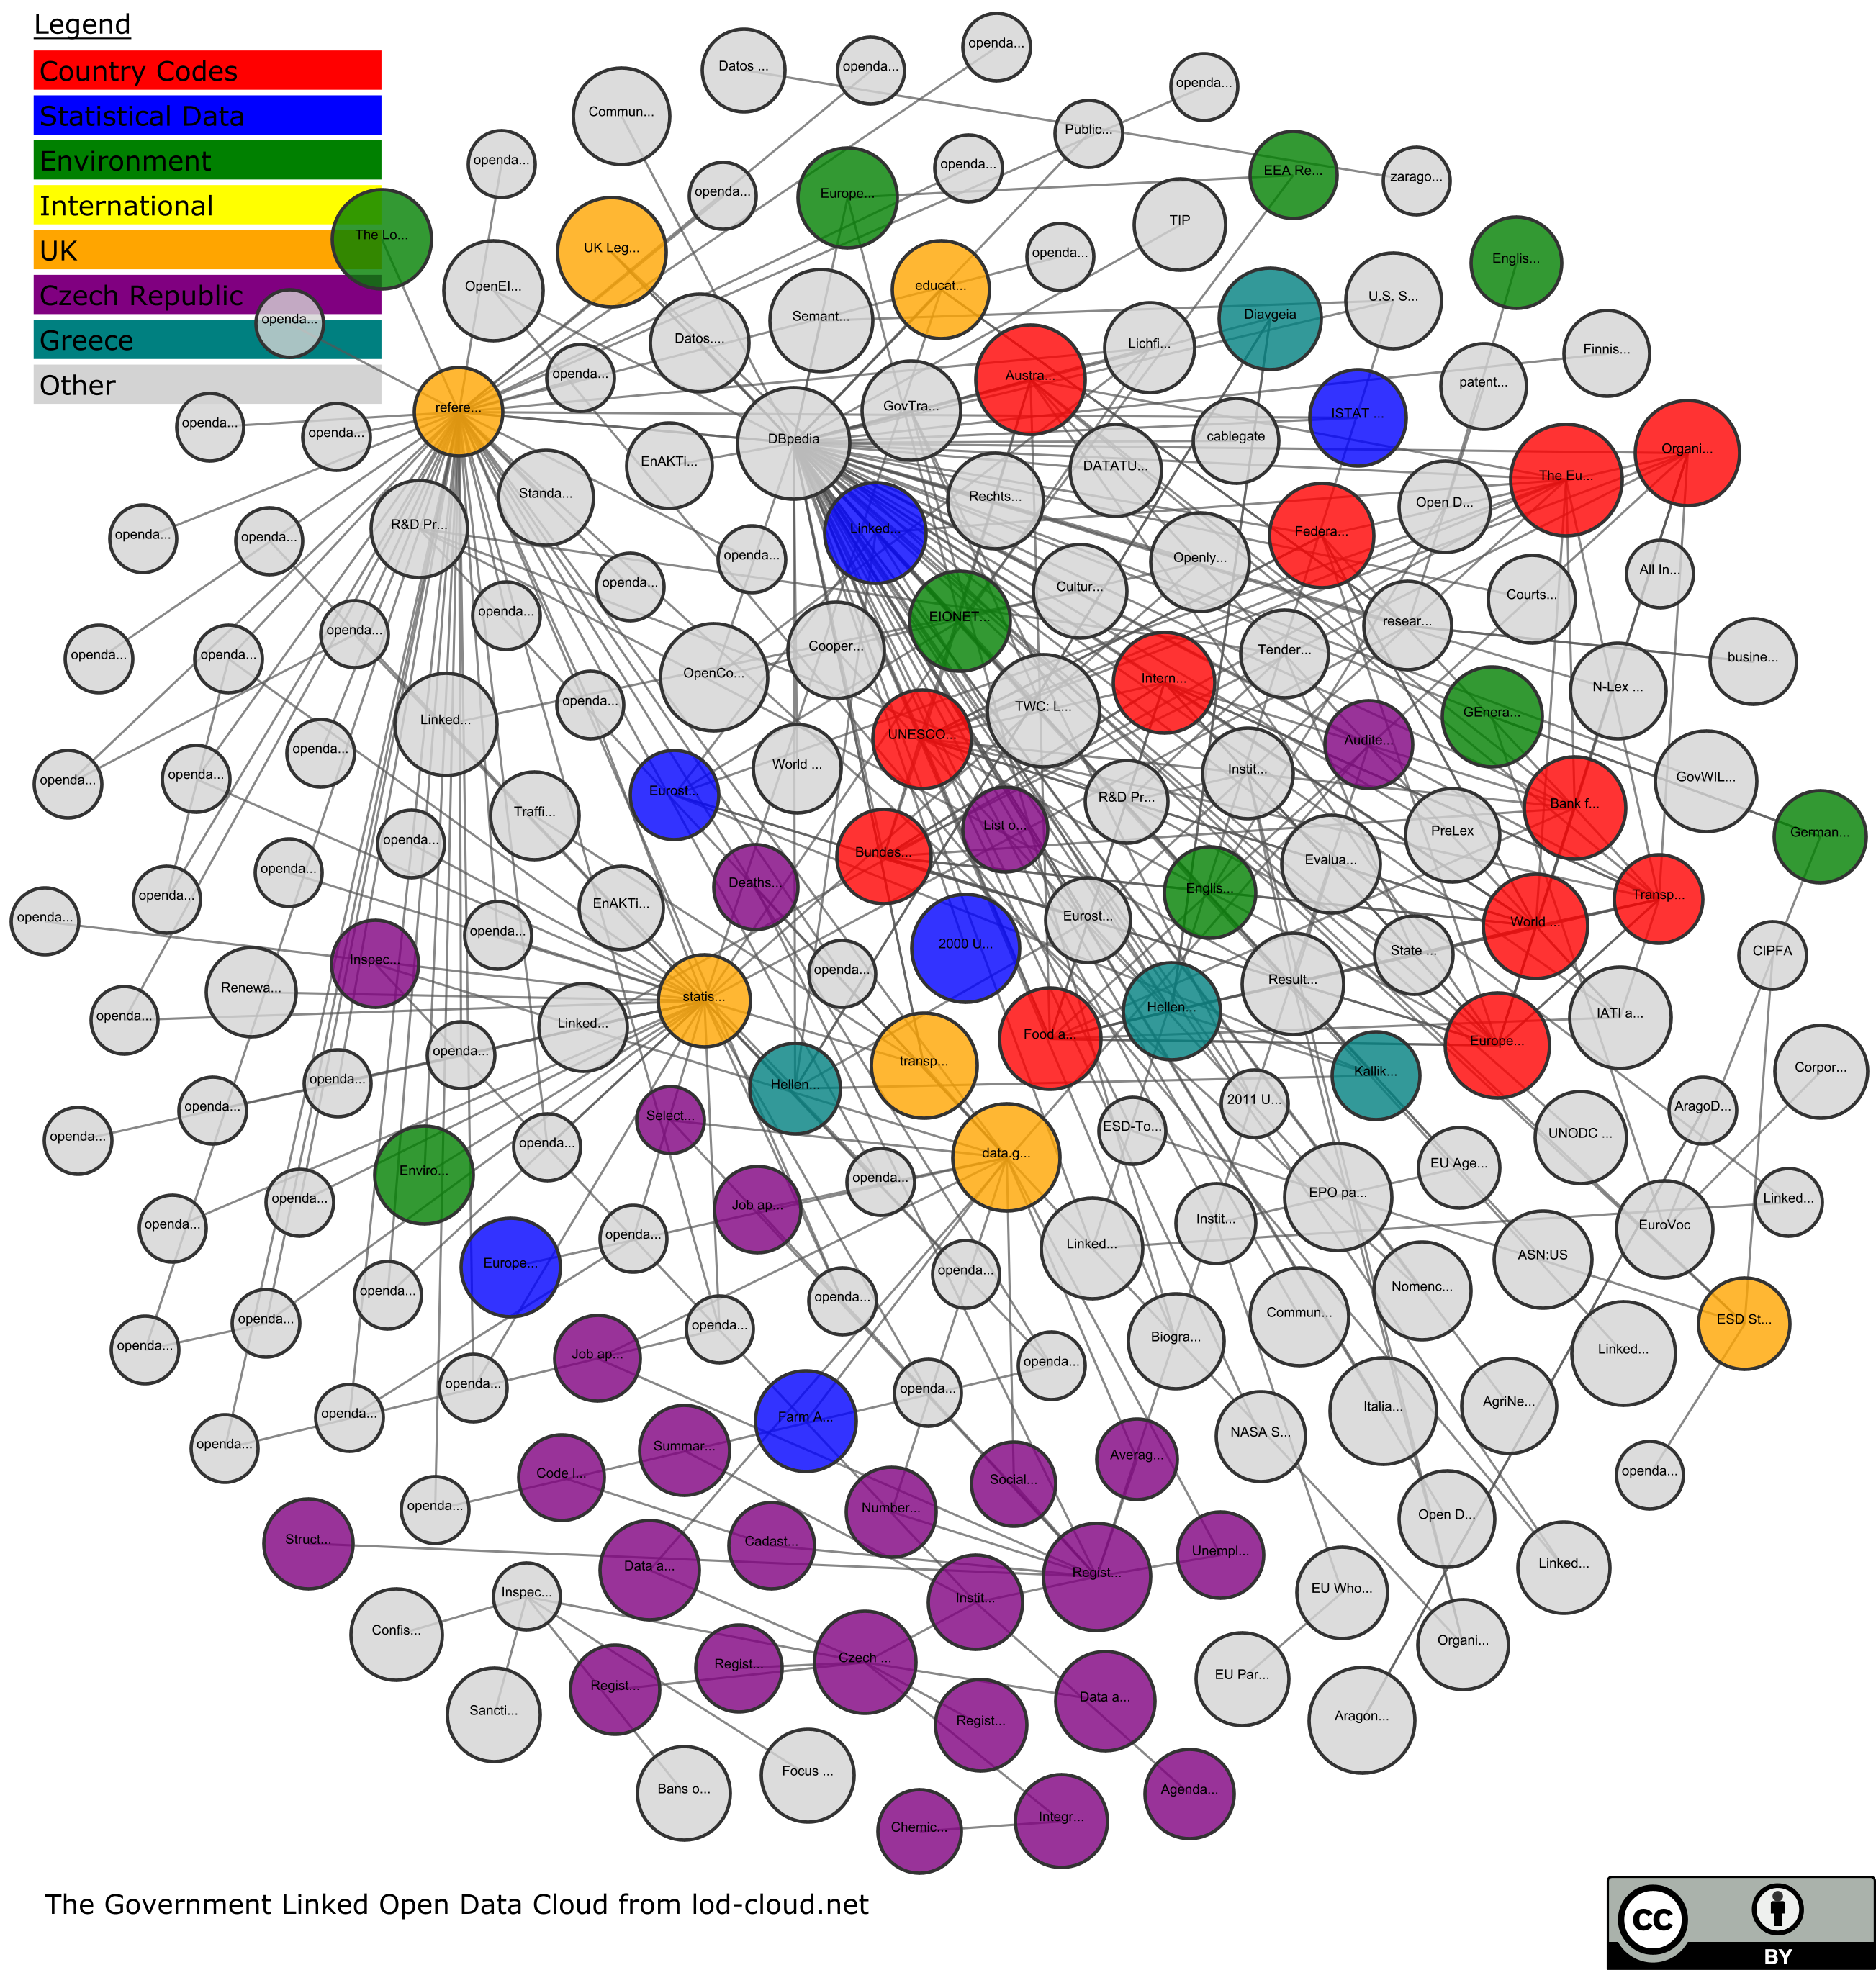 Legend
Country Codes
Statistical Data
Environment
International
UK
Czech Republic
Greece
Other
openda...
Datos ...
openda...
openda...
Commun...
Public...
openda...
openda...
EEA Re...
zarago...
openda...
Europe...
TIP
The Lo...
UK Leg...
openda...
Englis...
OpenEI...
educat...
U.S. S...
openda...
Semant...
Diavgeia
Datos....
Lichfi...
Finnis...
openda...
Austra...
patent...
refere...
GovTra...
ISTAT ...
openda...
openda...
DBpedia
cablegate
Organi...
EnAKTi...
DATATU...
The Eu...
Standa...
Rechts...
Open D...
R&D Pr...
Linked...
Federa...
openda...
openda...
openda...
Openly...
All In...
openda...
Cultur...
Courts...
openda...
EIONET...
resear...
openda...
Cooper...
Tender...
openda...
openda...
busine...
OpenCo...
Intern...
N-Lex ...
openda...
Linked...
TWC: L...
GEnera...
UNESCO...
Audite...
openda...
World ...
Instit...
openda...
openda...
GovWIL...
Eurost...
R&D Pr...
Bank f...
Traffi...
List o...
PreLex
German...
openda...
Bundes...
Evalua...
openda...
Deaths...
Englis...
openda...
Transp...
EnAKTi...
Eurost...
World ...
openda...
openda...
2000 U...
State ...
CIPFA
Inspec...
openda...
Result...
Renewa...
statis...
Hellen...
IATI a...
openda...
Linked...
Food a...
Europe...
openda...
transp...
Corpor...
Kallik...
openda...
Hellen...
2011 U...
openda...
AragoD...
Select...
ESD-To...
UNODC ...
openda...
openda...
data.g...
EU Age...
Enviro...
openda...
EPO pa...
openda...
Job ap...
Linked...
openda...
Instit...
EuroVoc
openda...
Linked...
ASN:US
Europe...
openda...
Nomenc...
openda...
openda...
Commun...
openda...
openda...
Biogra...
ESD St...
openda...
Job ap...
Linked...
openda...
openda...
openda...
AgriNe...
openda...
Farm A...
Italia...
openda...
Summar...
NASA S...
Code l...
Averag...
openda...
Social...
openda...
Number...
Open D...
Struct...
Cadast...
Unempl...
Data a...
Regist...
Linked...
Inspec...
Instit...
EU Who...
Confis...
Organi...
Czech ...
Regist...
EU Par...
Regist...
Data a...
Sancti...
Aragon...
Regist...
Focus ...
Bans o...
Agenda...
Integr...
Chemic...
The Government Linked Open Data Cloud from lod-cloud.net
cc
BY